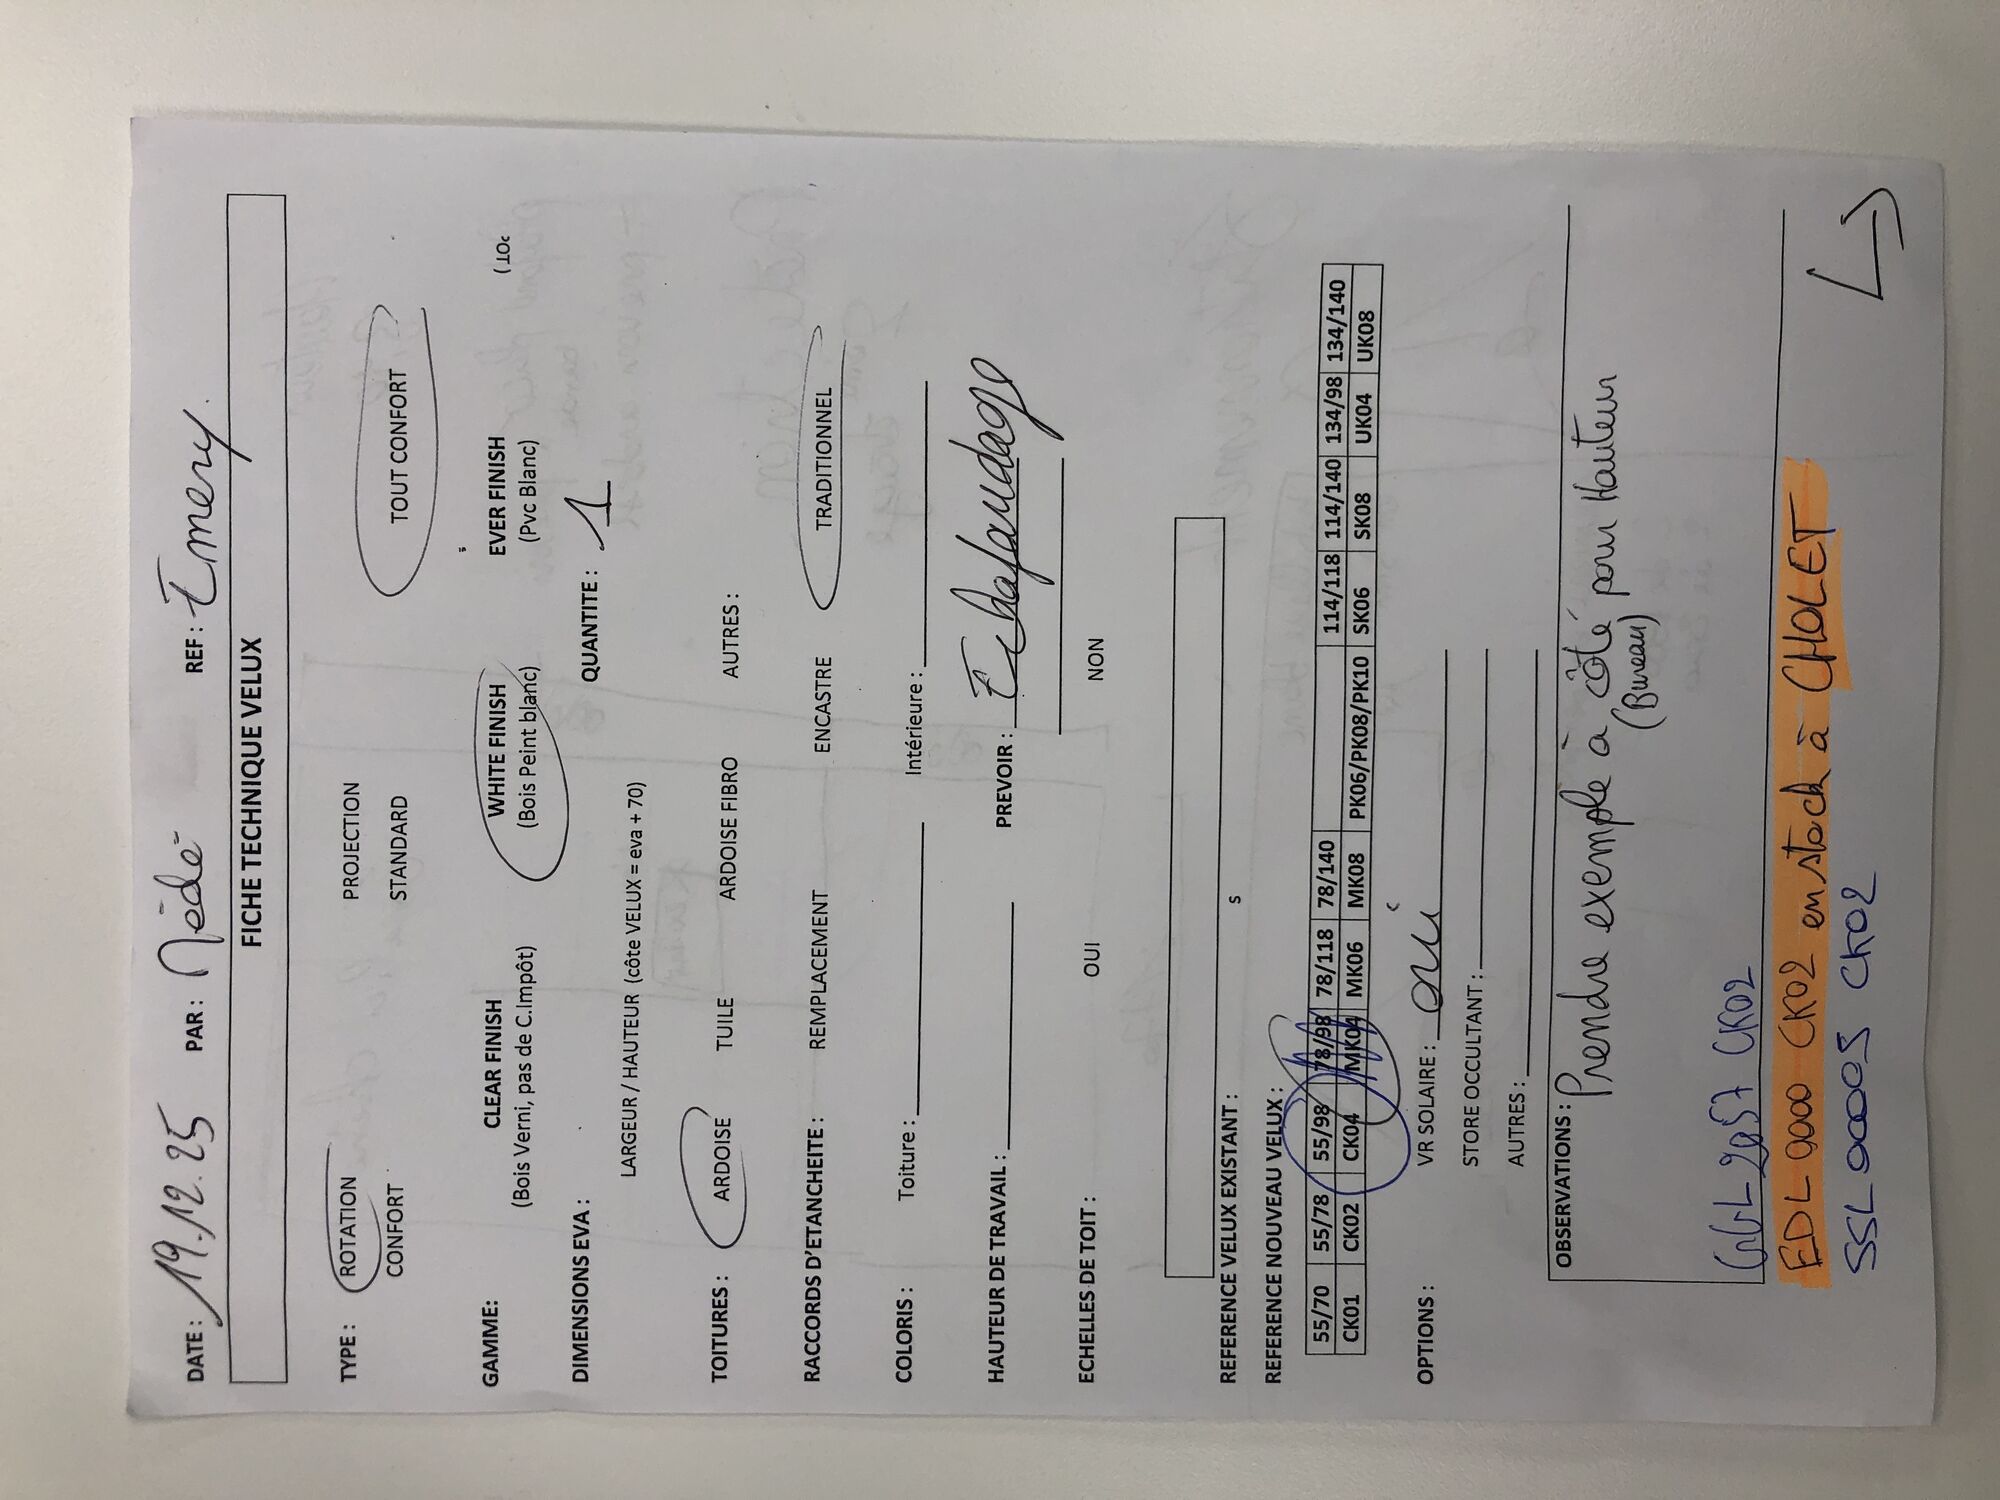 DATE : 19.12.25 PAR : Médé REF : Emery.
FICHE TECHNIQUE VELUX
TYPE : ROTATION PROJECTION
CONFORT STANDARD TOUT CONFORT
GAMME: CLEAR FINISH WHITE FINISH EVER FINISH
(Bois Verni, pas de C.Impôt) (Bois Peint blanc) (Pvc Blanc)
DIMENSIONS EVA : QUANTITE : 1
LARGEUR / HAUTEUR (côte VELUX = eva + 70)
TOITURES : ARDOISE TUILE ARDOISE FIBRO AUTRES :
RACCORDS D'ETANCHEITE : REMPLACEMENT ENCASTRE TRADITIONNEL
COLORIS : Toiture : Intérieure :
HAUTEUR DE TRAVAIL : PREVOIR : Echafaudage
ECHELLES DE TOIT : OUI NON
REFERENCE VELUX EXISTANT : s
REFERENCE NOUVEAU VELUX :
55/70 55/78 55/98 78/98 78/118 78/140 114/118 114/140 134/98 134/140
CK01 CK02 CK04 MK04 MK06 MK08 PK06/PK08/PK10 SK06 SK08 UK04 UK08
OPTIONS : VR SOLAIRE : oui
STORE OCCULTANT :
AUTRES :
OBSERVATIONS : Prendre exemple à côté pour Hauteur
(Bureau)
GGL 2057 CK02
EDL 0000 CK02 en stock à CHOLET
SSL 0000S CK02